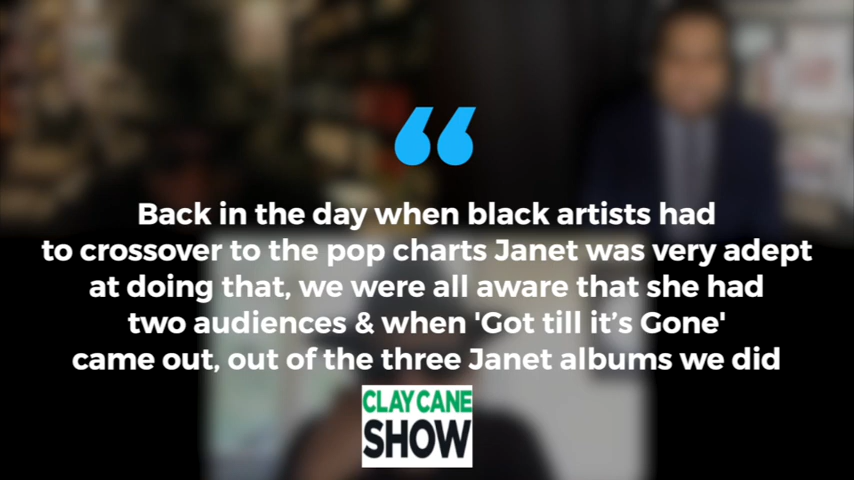 “
Back in the day when black artists had
to crossover to the pop charts Janet was very adept
at doing that, we were all aware that she had
two audiences & when 'Got till it’s Gone'
came out, out of the three Janet albums we did
CLAY CANE
SHOW